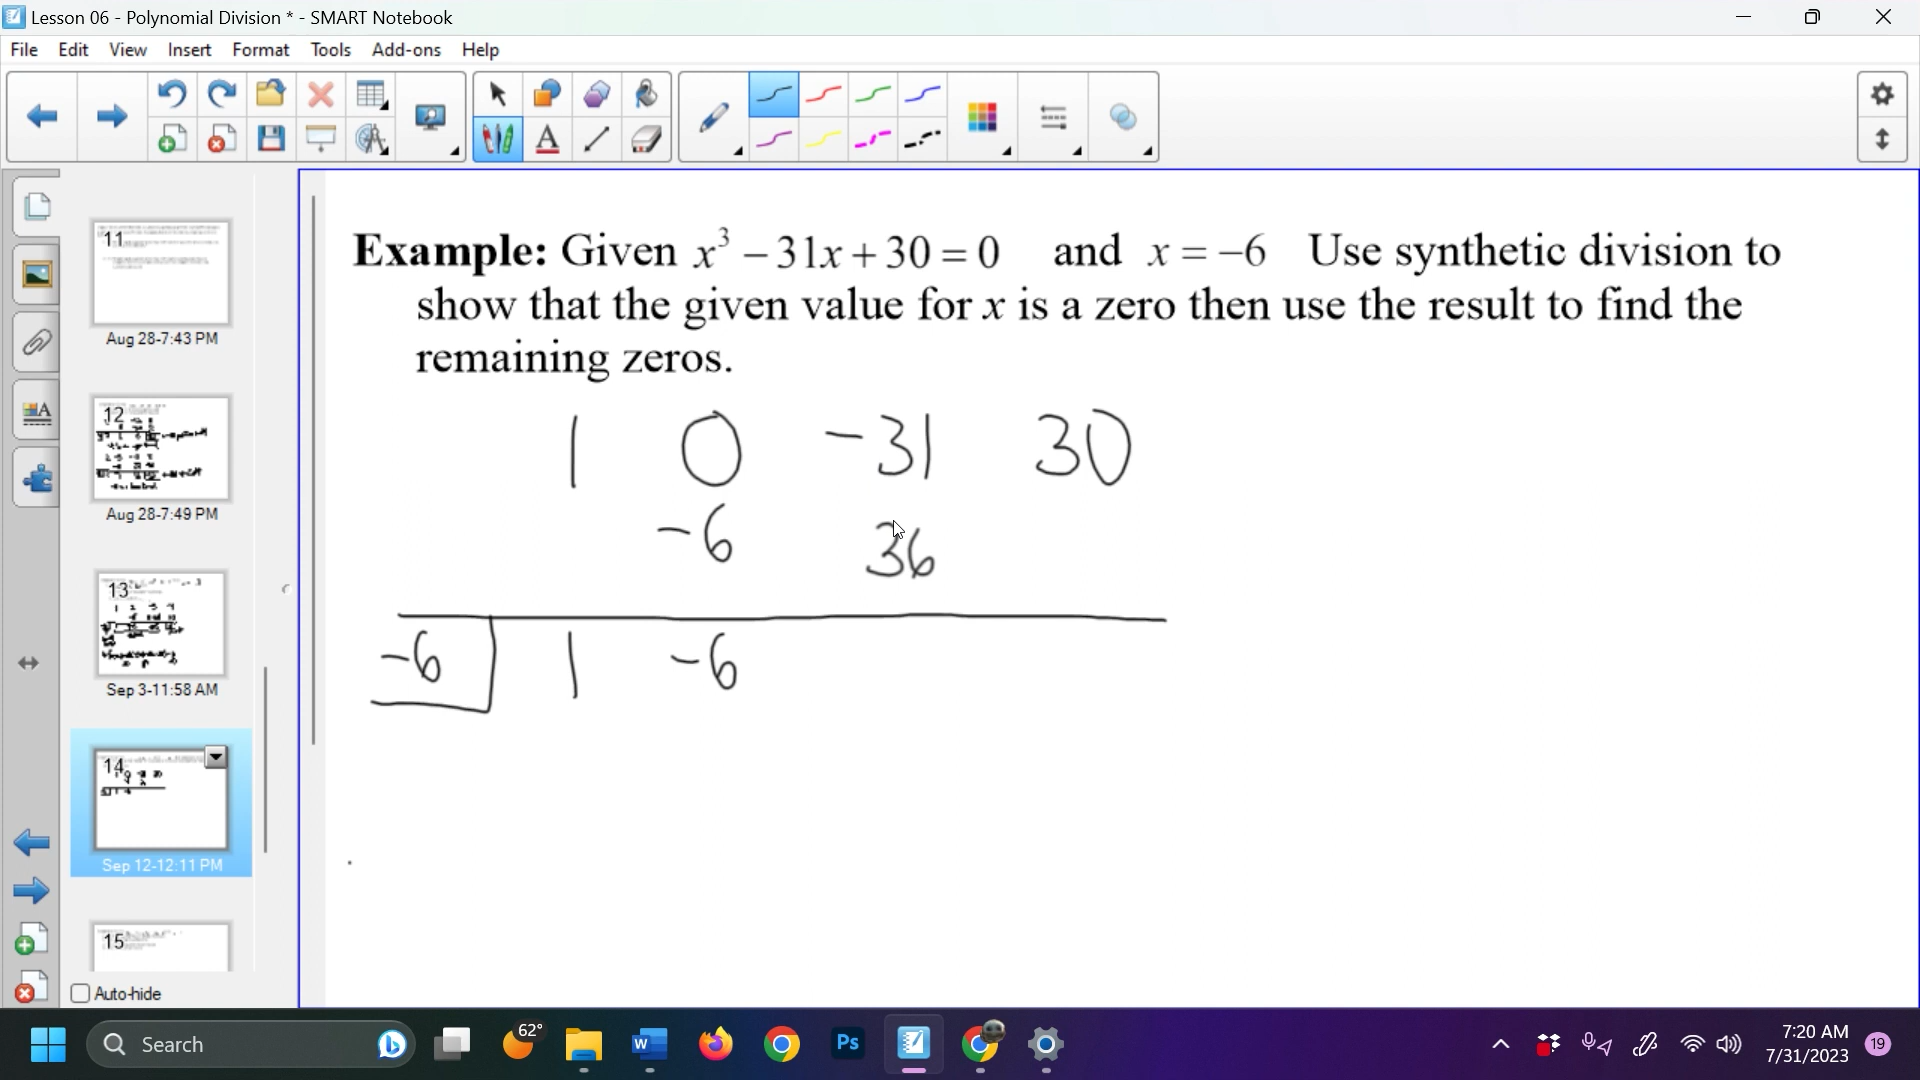 Lesson 06 - Polynomial Division * - SMART Notebook
File Edit View Insert Format Tools Add-ons Help
11
Aug 28-7:43 PM
12
Aug 28-7:49 PM
13
Sep 3-11:58 AM
14
Sep 12-12:11 PM
15
Auto-hide
Example: Given x³ − 31x + 30 = 0 and x = −6 Use synthetic division to
show that the given value for x is a zero then use the result to find the
remaining zeros.
1 0 -31 30
-6 36
-6 1 -6
Search
62°
W
Ps
7:20 AM
7/31/2023
19